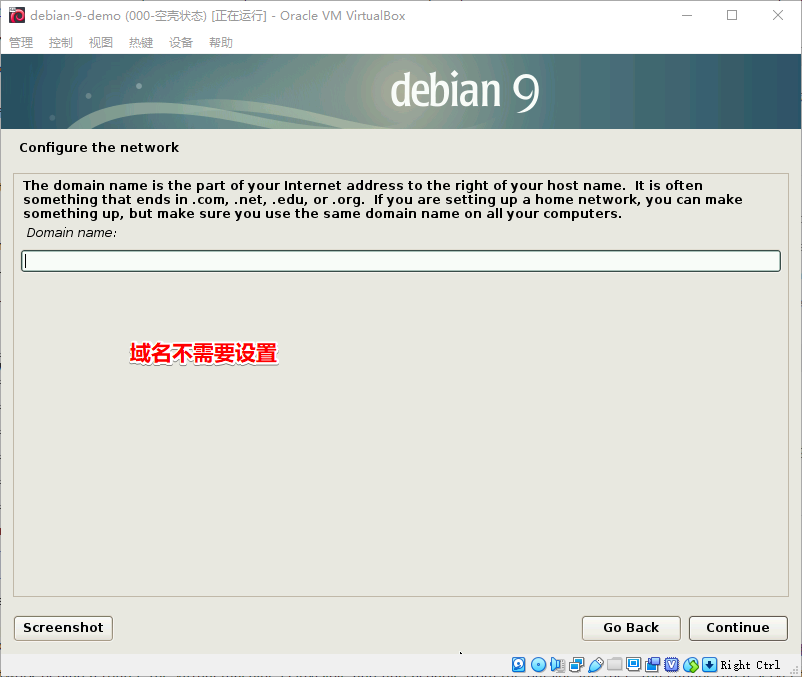 debian-9-demo (000-空壳状态) [正在运行] - Oracle VM VirtualBox
管理 控制 视图 热键 设备 帮助
debian 9
Configure the network
The domain name is the part of your Internet address to the right of your host name.  It is often
something that ends in .com, .net, .edu, or .org.  If you are setting up a home network, you can make
something up, but make sure you use the same domain name on all your computers.
Domain name:
域名不需要设置
Screenshot
Go Back
Continue
Right Ctrl